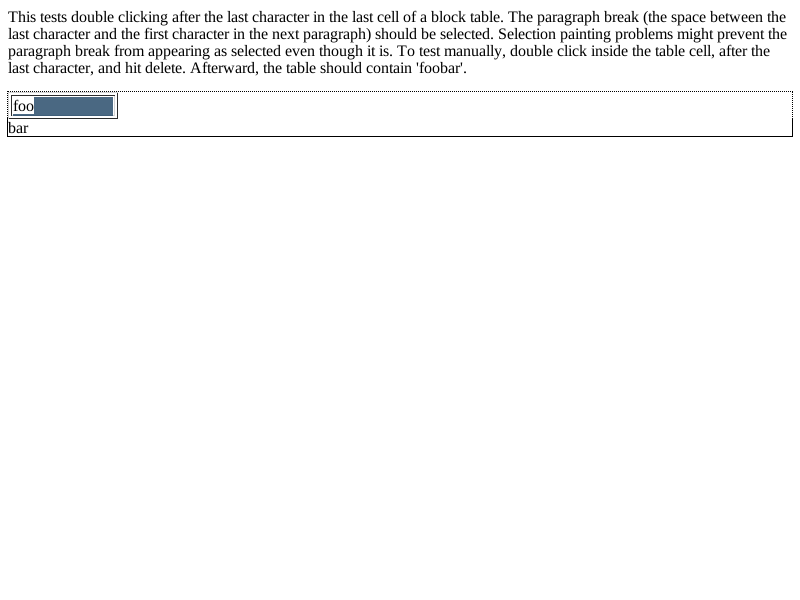 This tests double clicking after the last character in the last cell of a block table. The paragraph break (the space between the
last character and the first character in the next paragraph) should be selected. Selection painting problems might prevent the
paragraph break from appearing as selected even though it is. To test manually, double click inside the table cell, after the
last character, and hit delete. Afterward, the table should contain 'foobar'.
foo
bar